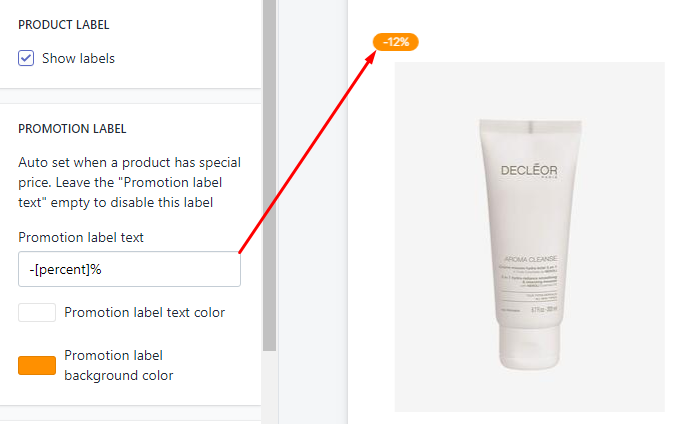 PRODUCT LABEL
Show labels
PROMOTION LABEL
Auto set when a product has special
price. Leave the "Promotion label
text" empty to disable this label
Promotion label text
-[percent]%
Promotion label text color
Promotion label
background color
-12%
DECLÉOR
PARIS
AROMA CLEANSE